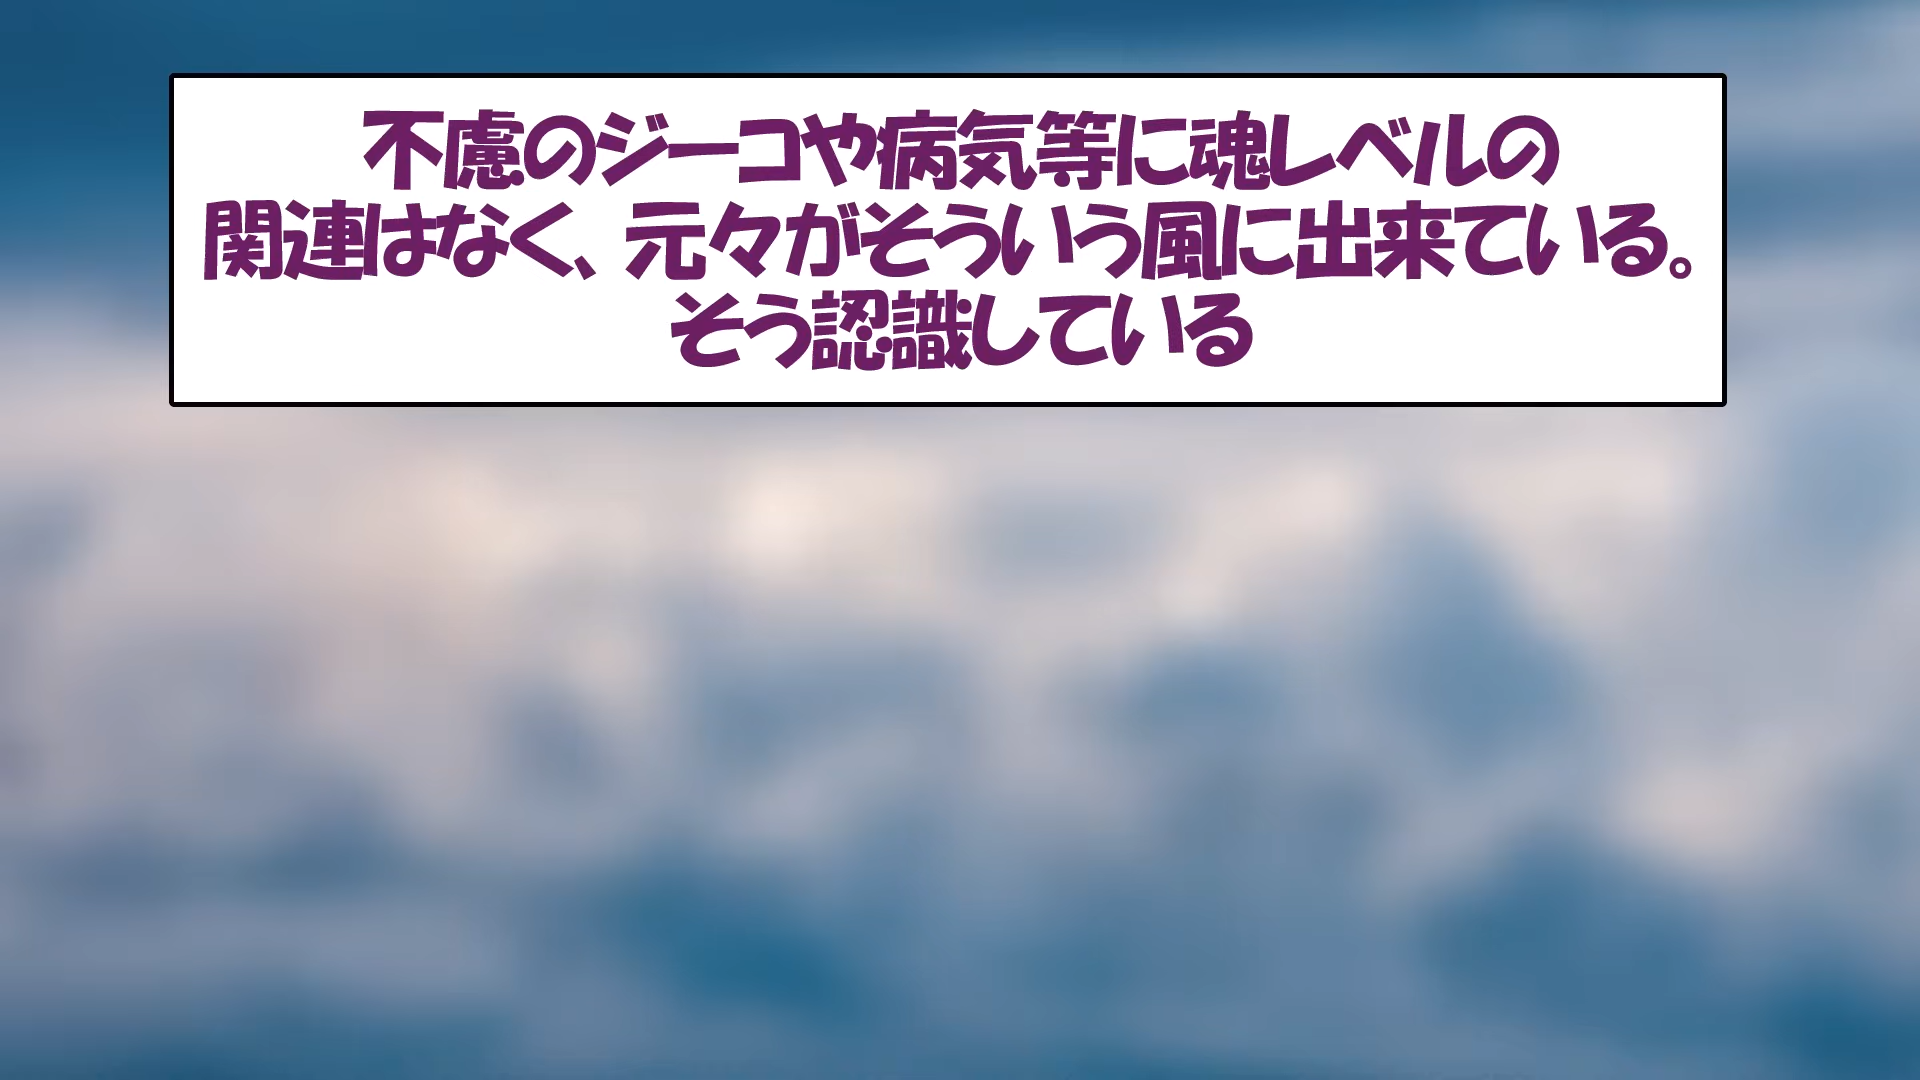 不慮のジーコや病気等に魂レベルの
関連はなく、元々がそういう風に出来ている。
そう認識している